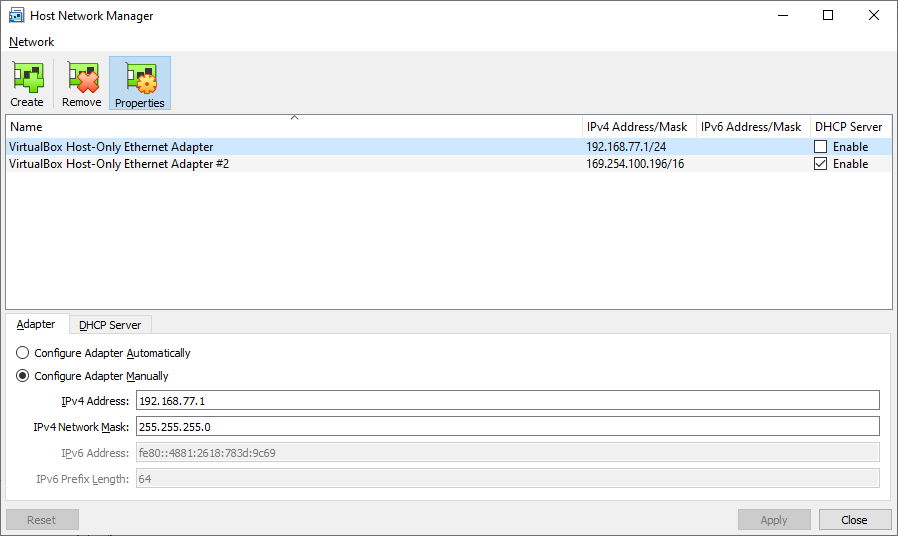 Host Network Manager
Network
Create Remove Properties
Name IPv4 Address/Mask IPv6 Address/Mask DHCP Server
VirtualBox Host-Only Ethernet Adapter 192.168.77.1/24 Enable
VirtualBox Host-Only Ethernet Adapter #2 169.254.100.196/16 Enable
Adapter DHCP Server
Configure Adapter Automatically
Configure Adapter Manually
IPv4 Address: 192.168.77.1
IPv4 Network Mask: 255.255.255.0
IPv6 Address: fe80::4881:2618:783d:9c69
IPv6 Prefix Length: 64
Reset Apply Close